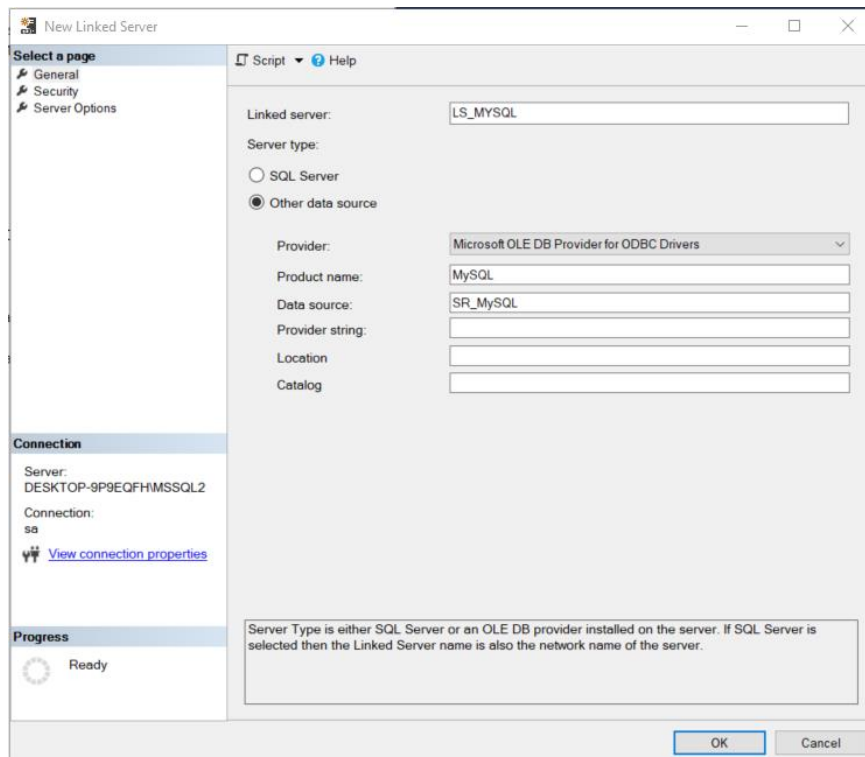 New Linked Server
Select a page
General
Security
Server Options
Script
Help
Linked server:
LS_MYSQL
Server type:
SQL Server
Other data source
Provider:
Microsoft OLE DB Provider for ODBC Drivers
Product name:
MySQL
Data source:
SR_MySQL
Provider string:
Location
Catalog
Connection
Server:
DESKTOP-9P9EQFH\MSSQL2
Connection:
sa
View connection properties
Progress
Ready
Server Type is either SQL Server or an OLE DB provider installed on the server. If SQL Server is
selected then the Linked Server name is also the network name of the server.
OK
Cancel